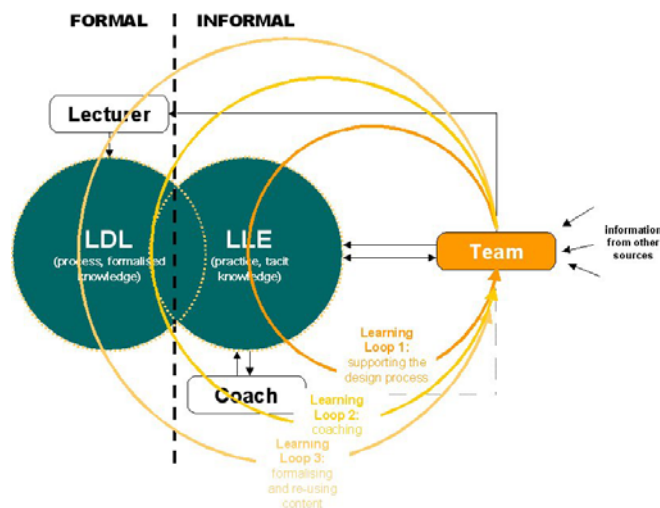 FORMAL
INFORMAL
Lecturer
LDL
(process, formalised
knowledge)
LLE
(practice, tacit
knowledge)
Team
information
from other
sources
Learning
Loop 1:
supporting the
design process
Coach
Learning
Loop 2:
coaching
Learning
Loop 3:
formalising
and re-using
content